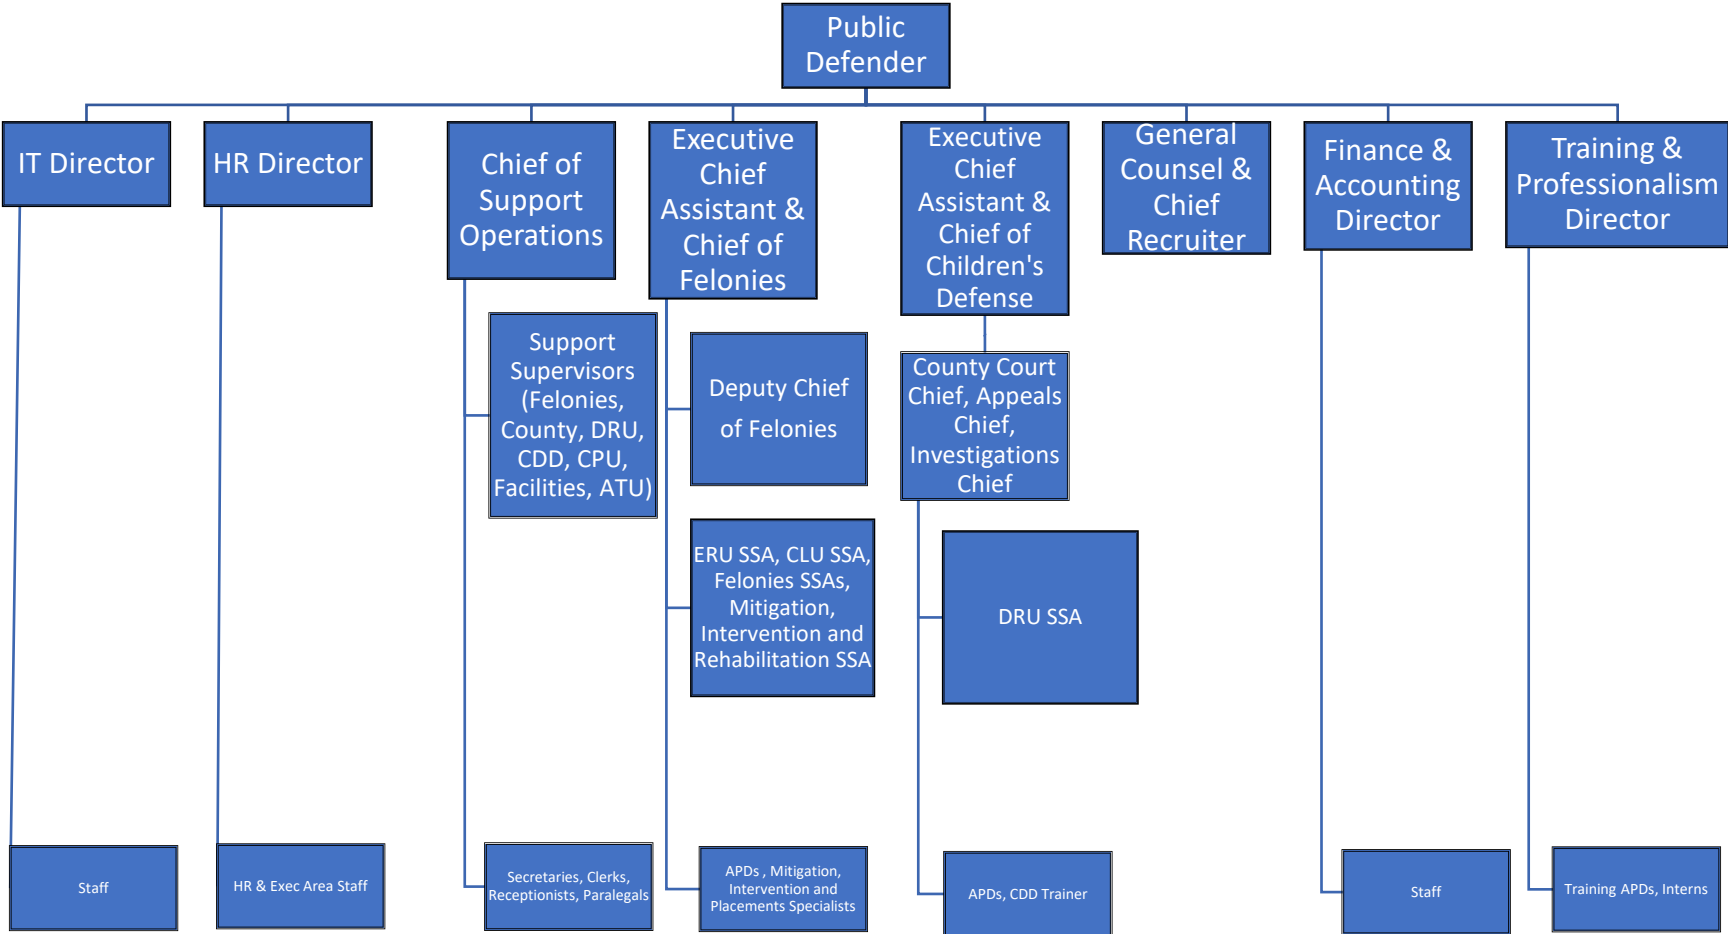 Public
Defender
IT Director
HR Director
Chief of
Support
Operations
Executive
Chief
Assistant &
Chief of
Felonies
Executive
Chief
Assistant &
Chief of
Children's
Defense
General
Counsel &
Chief
Recruiter
Finance &
Accounting
Director
Training &
Professionalism
Director
Support
Supervisors
(Felonies,
County, DRU,
CDD, CPU,
Facilities, ATU)
Deputy Chief
of Felonies
County Court
Chief, Appeals
Chief,
Investigations
Chief
ERU SSA, CLU SSA,
Felonies SSAs,
Mitigation,
Intervention and
Rehabilitation SSA
DRU SSA
Staff
HR & Exec Area Staff
Secretaries, Clerks,
Receptionists, Paralegals
APDs , Mitigation,
Intervention and
Placements Specialists
APDs, CDD Trainer
Staff
Training APDs, Interns